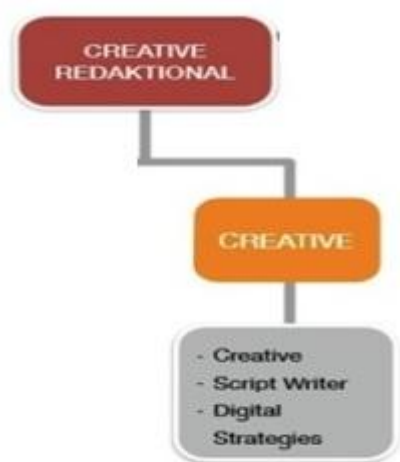 CREATIVE
REDAKTIONAL
CREATIVE
- Creative
- Script Writer
- Digital
Strategies